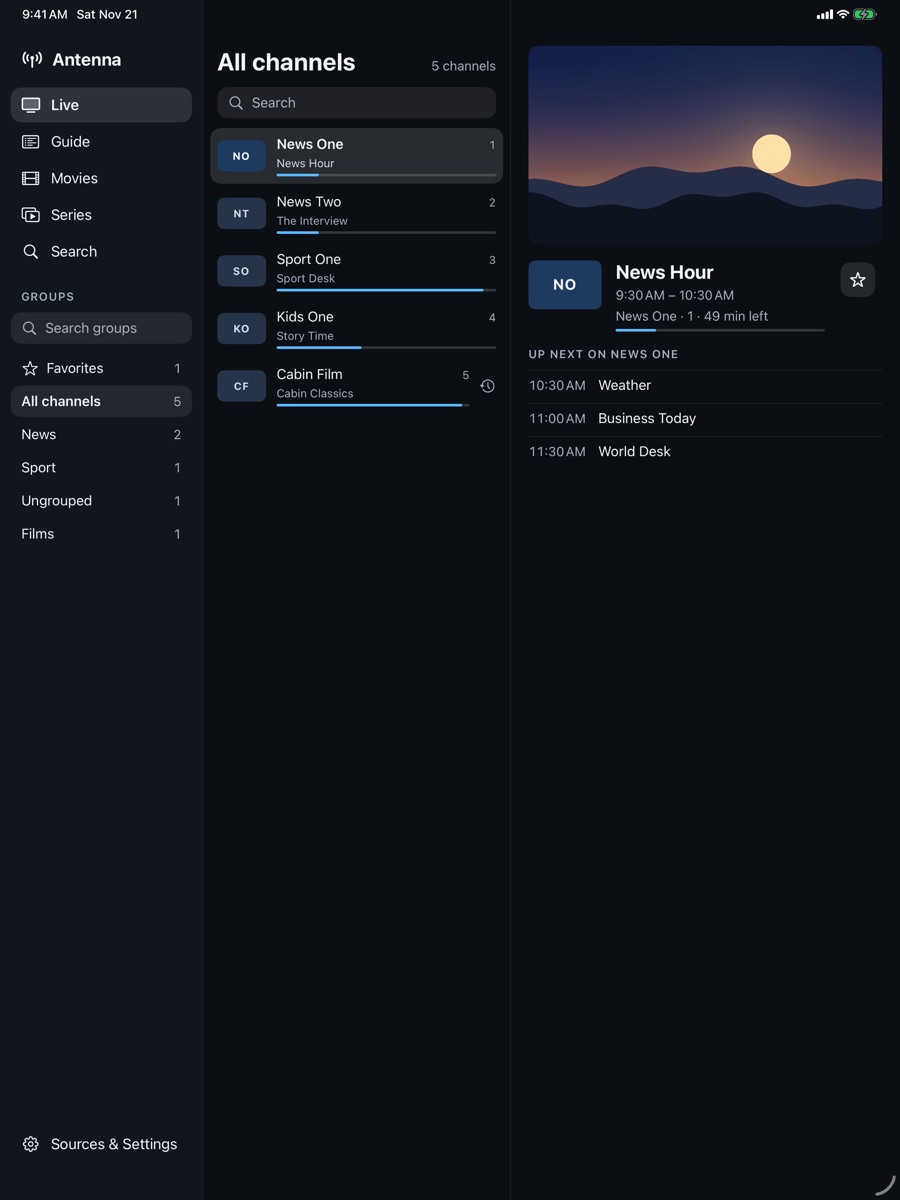 9:41 AM Sat Nov 21
Antenna
Live
Guide
Movies
Series
Search
GROUPS
Search groups
Favorites 1
All channels 5
News 2
Sport 1
Ungrouped 1
Films 1
Sources & Settings
All channels 5 channels
Search
NO News One 1
News Hour
NT News Two 2
The Interview
SO Sport One 3
Sport Desk
KO Kids One 4
Story Time
CF Cabin Film 5
Cabin Classics
NO News Hour
9:30 AM – 10:30 AM
News One · 1 · 49 min left
UP NEXT ON NEWS ONE
10:30 AM Weather
11:00 AM Business Today
11:30 AM World Desk